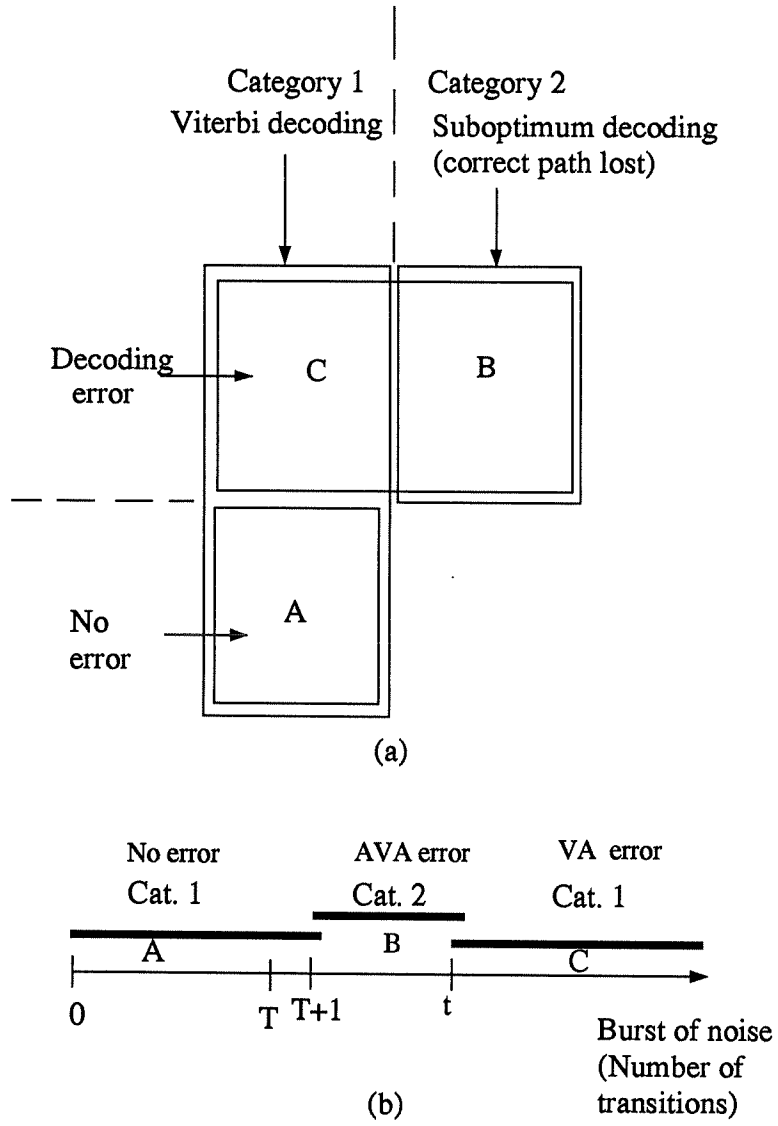 Category 1
Viterbi decoding
Category 2
Suboptimum decoding
(correct path lost)
Decoding
error
C
B
No
error
A
(a)
No error
AVA error
VA error
Cat. 1
Cat. 2
Cat. 1
A
B
C
0
T
T+1
t
Burst of noise
(Number of
transitions)
(b)